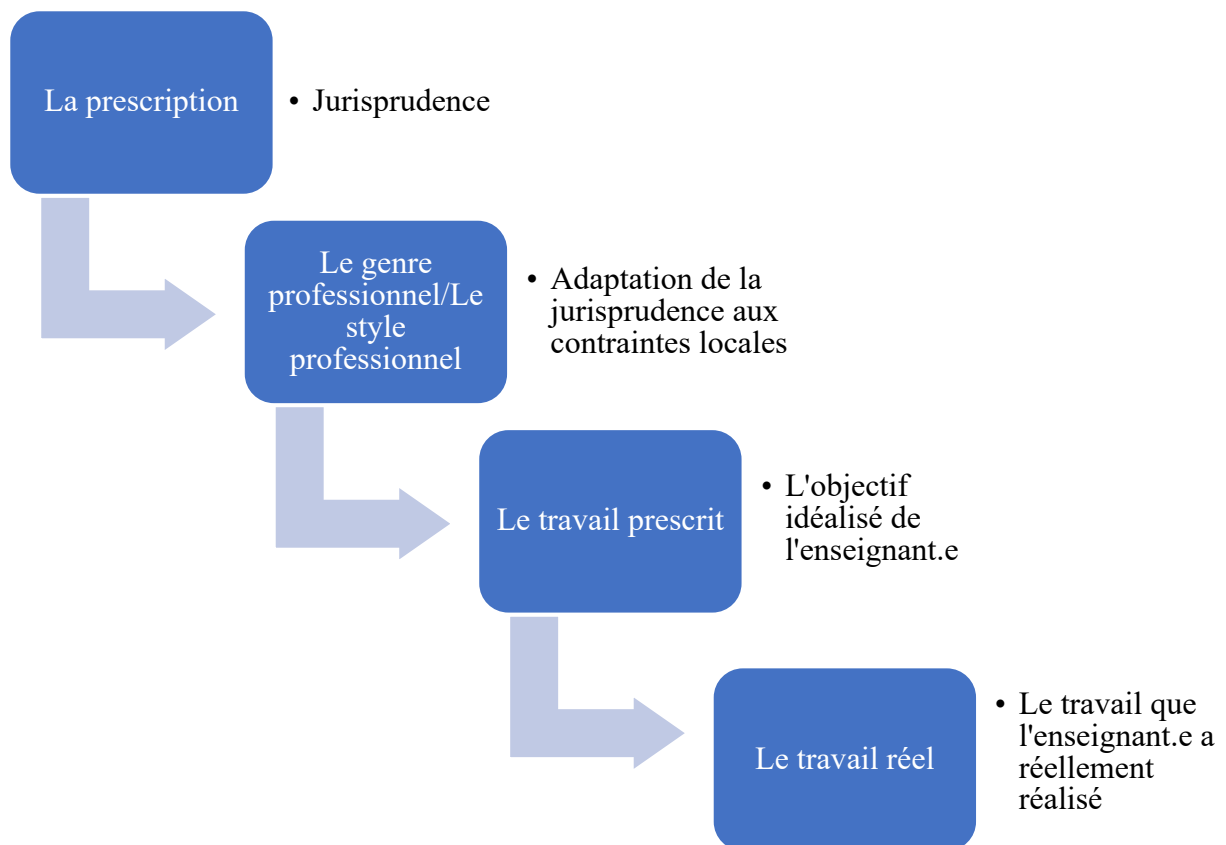 La prescription
• Jurisprudence
Le genre
professionnel/Le
style
professionnel
• Adaptation de la
jurisprudence aux
contraintes locales
Le travail prescrit
• L'objectif
idéalisé de
l'enseignant.e
Le travail réel
• Le travail que
l'enseignant.e a
réellement
réalisé